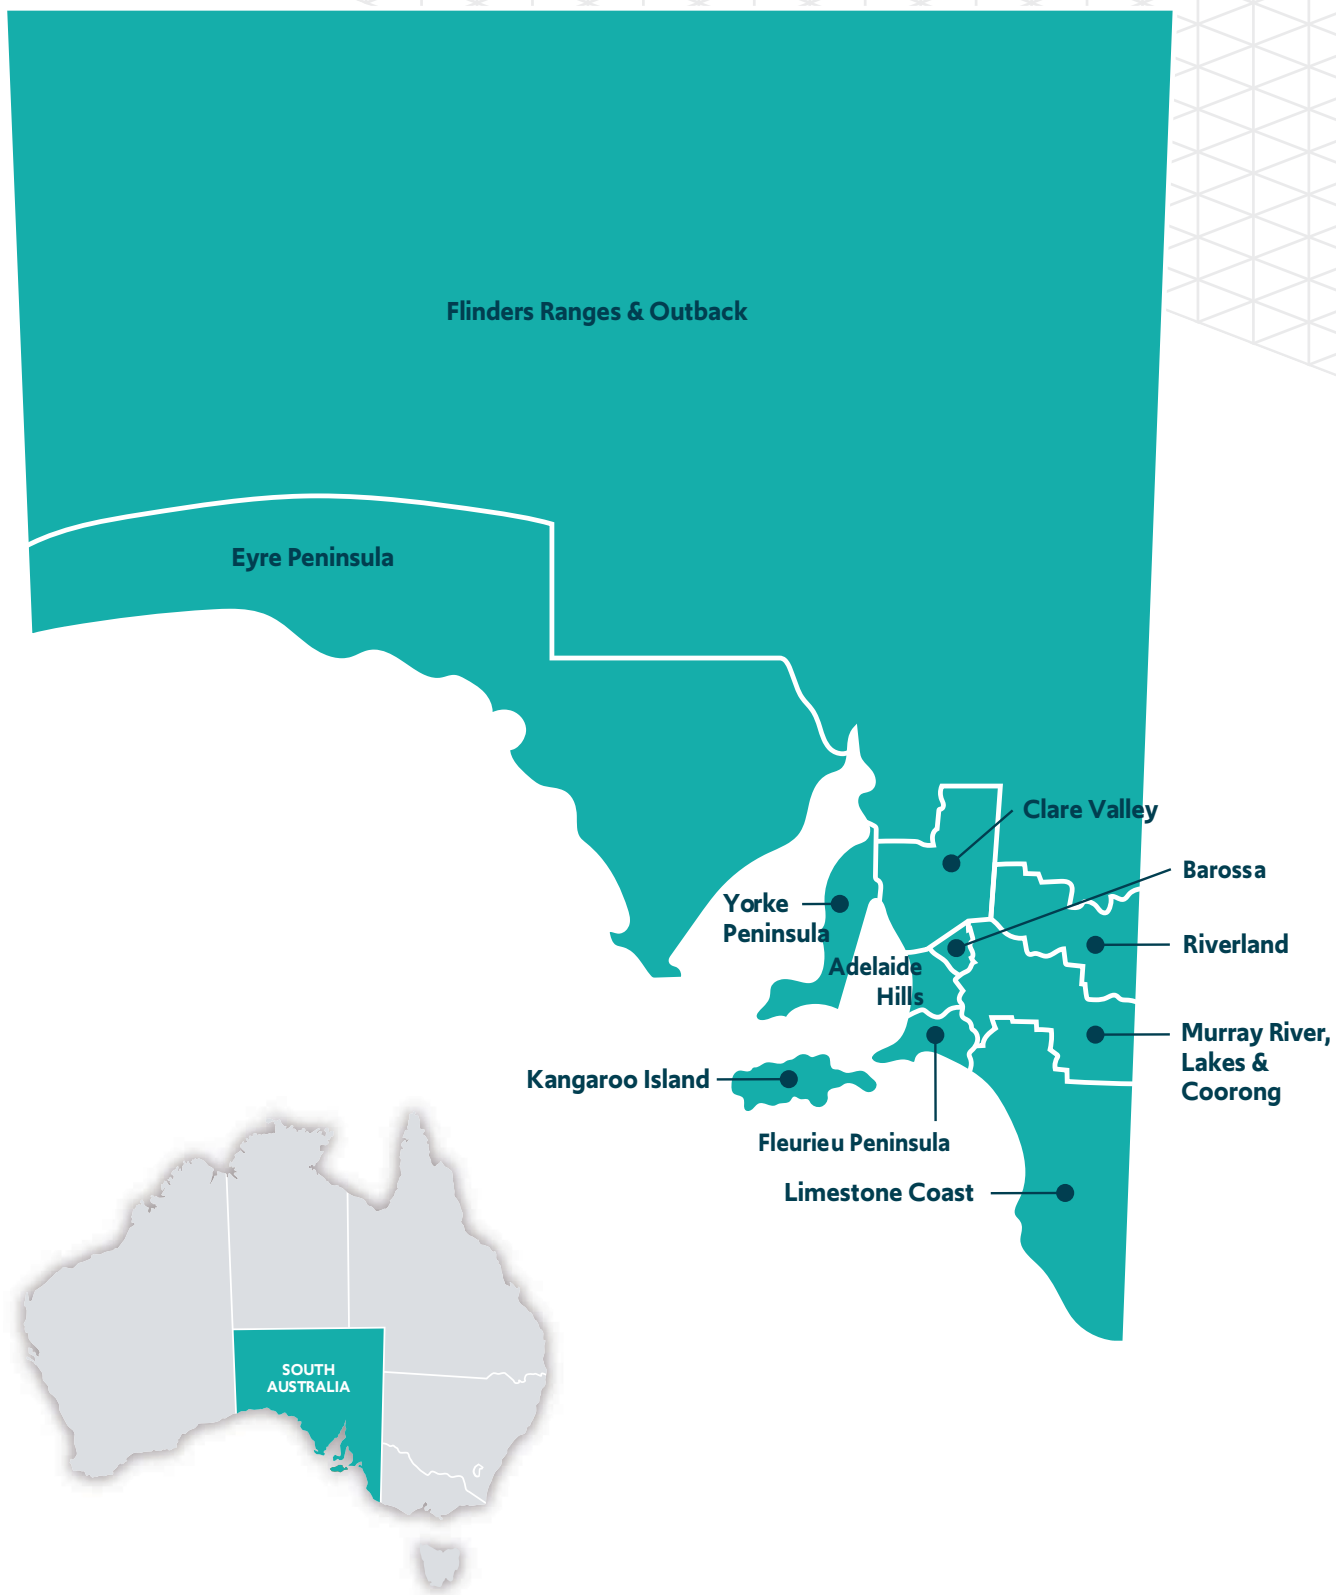 Flinders Ranges & Outback
Eyre Peninsula
Clare Valley
Barossa
Yorke
Peninsula
Riverland
Adelaide
Hills
Murray River,
Lakes &
Coorong
Kangaroo Island
Fleurieu Peninsula
Limestone Coast
SOUTH
AUSTRALIA